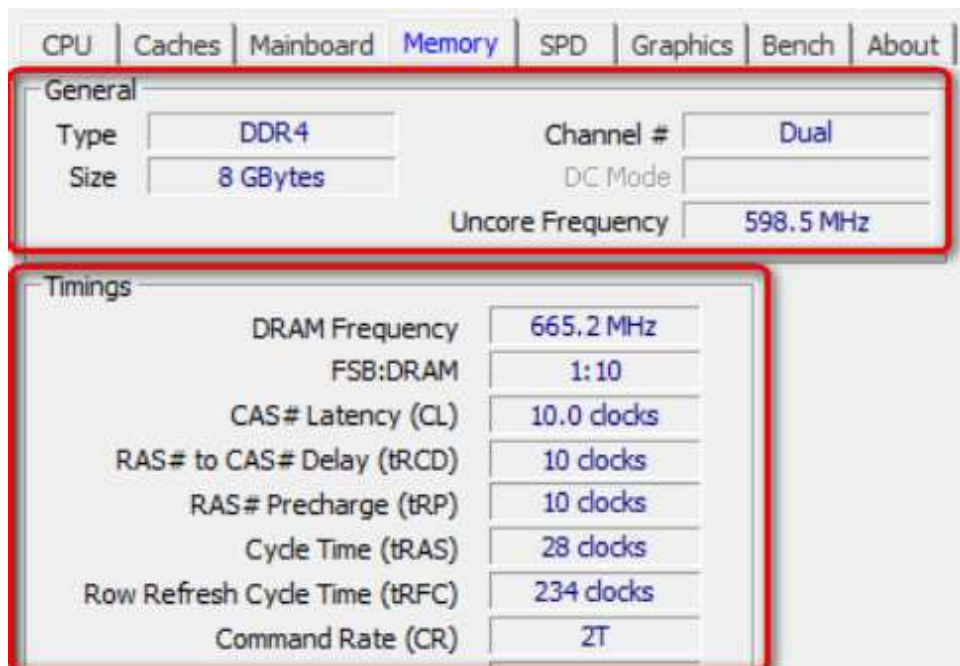 CPU Caches Mainboard Memory SPD Graphics Bench About
General
Type DDR4 Channel # Dual
Size 8 GBytes DC Mode
Uncore Frequency 598.5 MHz
Timings
DRAM Frequency 665.2 MHz
FSB:DRAM 1:10
CAS# Latency (CL) 10.0 clocks
RAS# to CAS# Delay (tRCD) 10 clocks
RAS# Precharge (tRP) 10 clocks
Cycle Time (tRAS) 28 clocks
Row Refresh Cycle Time (tRFC) 234 clocks
Command Rate (CR) 2T